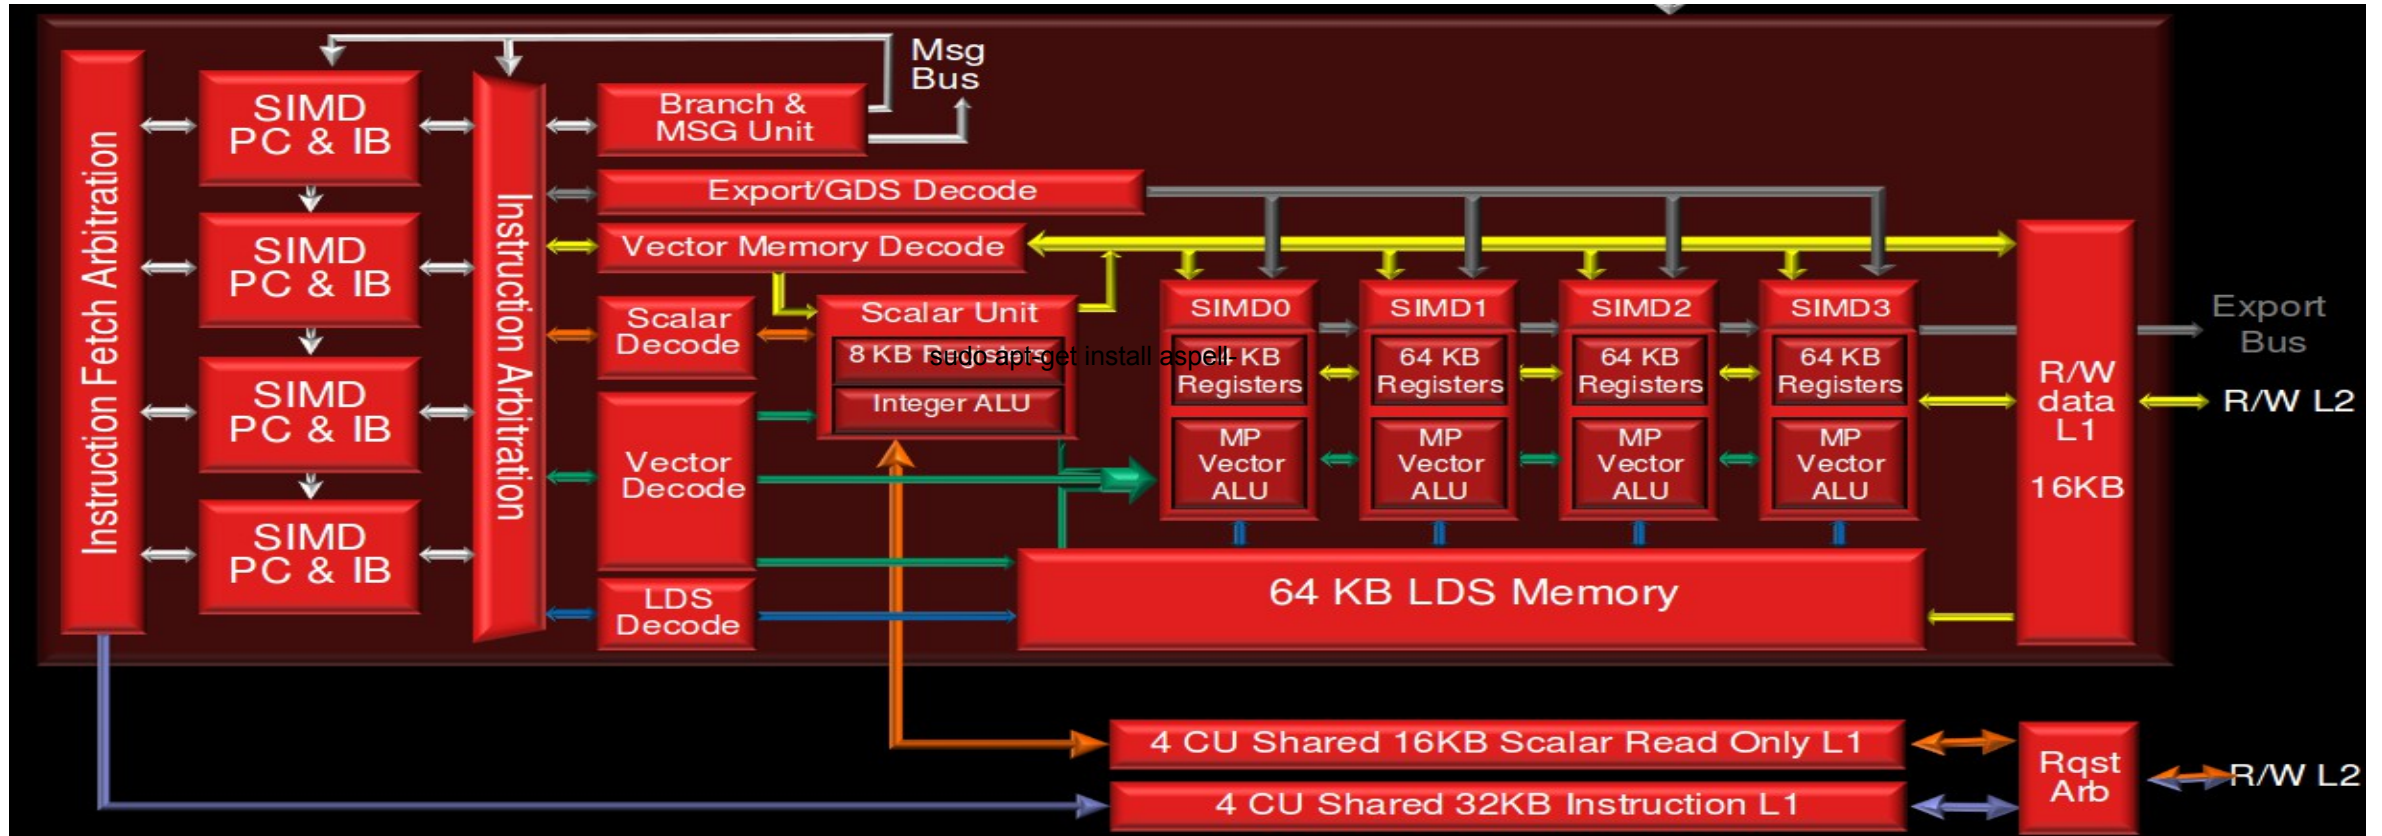 Msg
Bus
Instruction Fetch Arbitration
SIMD
PC & IB
SIMD
PC & IB
SIMD
PC & IB
SIMD
PC & IB
Instruction Arbitration
Branch &
MSG Unit
Export/GDS Decode
Vector Memory Decode
Scalar
Decode
Vector
Decode
LDS
Decode
Scalar Unit
8 KB Registers
Integer ALU
sudo apt-get install aspell-
SIMD0
64 KB
Registers
MP
Vector
ALU
SIMD1
64 KB
Registers
MP
Vector
ALU
SIMD2
64 KB
Registers
MP
Vector
ALU
SIMD3
64 KB
Registers
MP
Vector
ALU
64 KB LDS Memory
R/W
data
L1
16KB
Export
Bus
R/W L2
4 CU Shared 16KB Scalar Read Only L1
4 CU Shared 32KB Instruction L1
Rqst
Arb
R/W L2